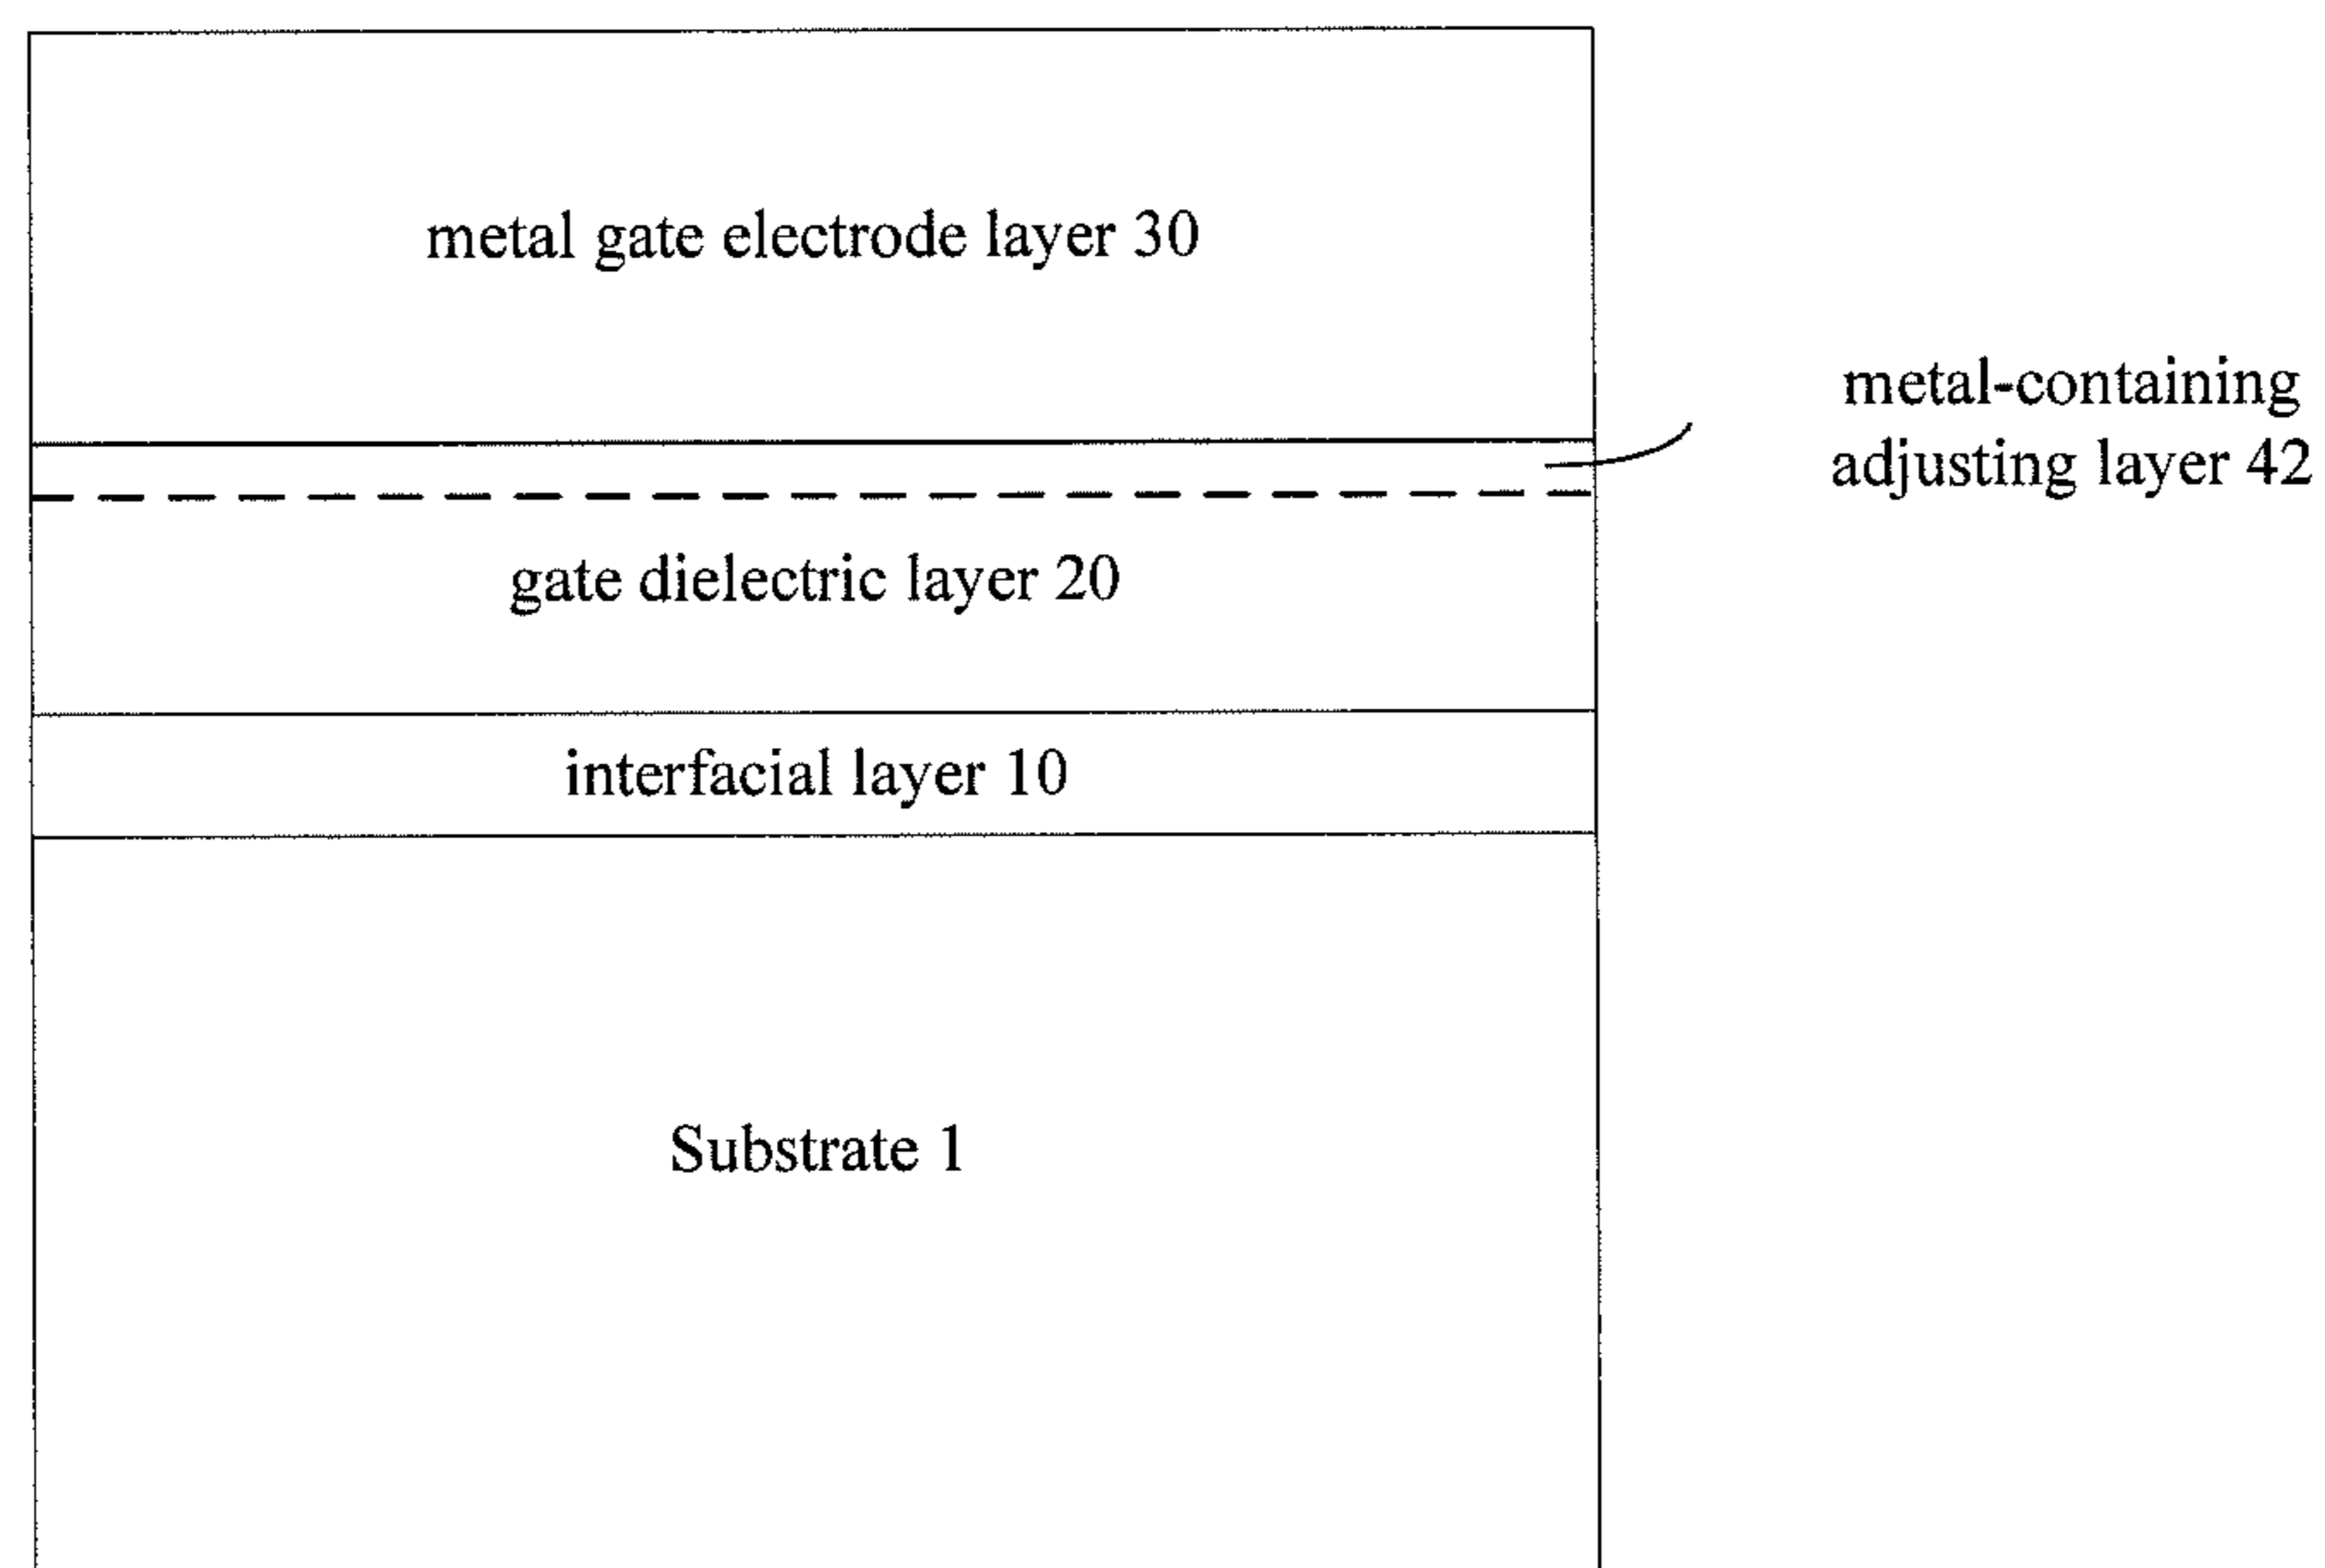 metal gate electrode layer 30
metal-containing
adjusting layer 42
gate dielectric layer 20
interfacial layer 10
Substrate 1